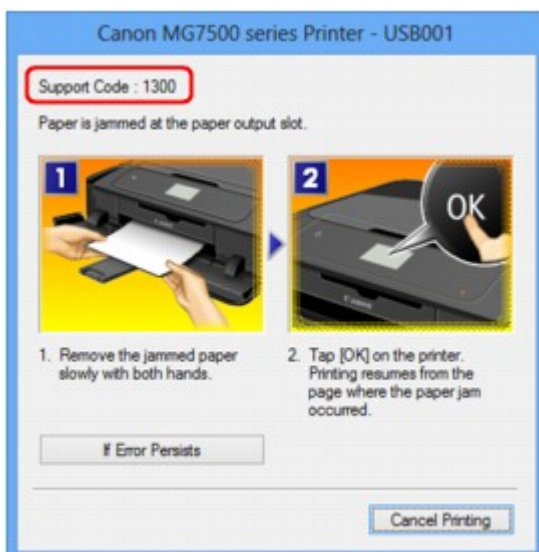 Canon MG7500 series Printer - USB001
Support Code : 1300
Paper is jammed at the paper output slot.
1
2
OK
Canon
Canon
1. Remove the jammed paper
slowly with both hands.
2. Tap [OK] on the printer.
Printing resumes from the
page where the paper jam
occurred.
If Error Persists
Cancel Printing